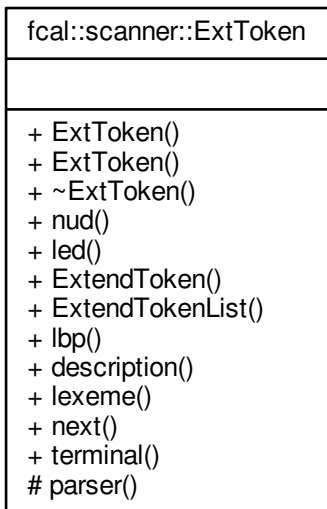 fcal::scanner::ExtToken
+ ExtToken()
+ ExtToken()
+ ~ExtToken()
+ nud()
+ led()
+ ExtendToken()
+ ExtendTokenList()
+ lbp()
+ description()
+ lexeme()
+ next()
+ terminal()
# parser()